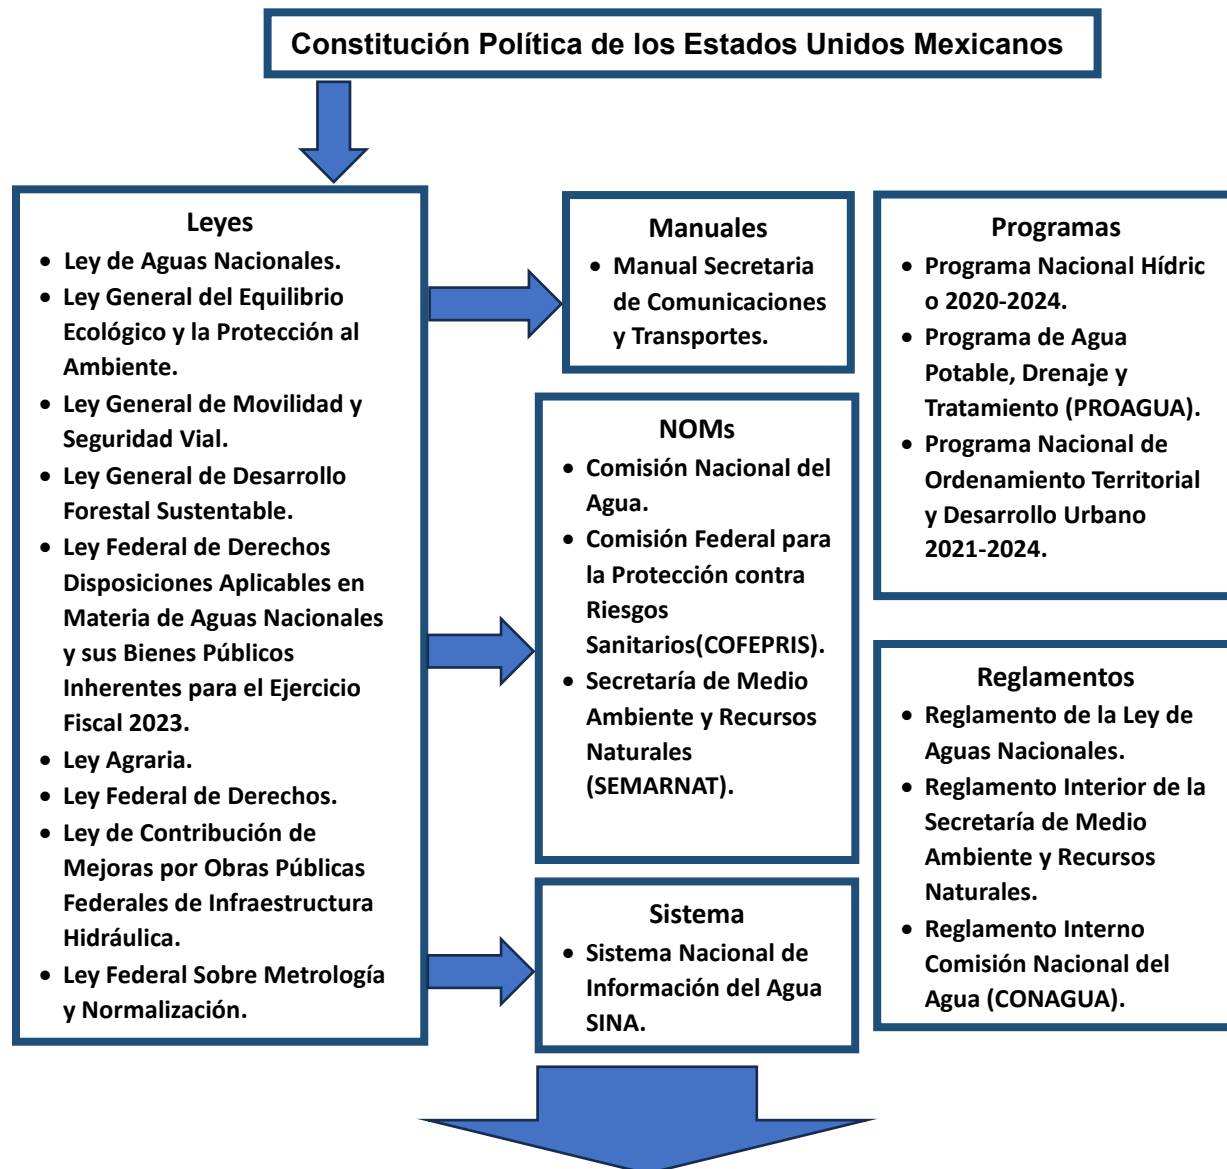 Constitución Política de los Estados Unidos Mexicanos
Leyes
• Ley de Aguas Nacionales.
• Ley General del Equilibrio
Ecológico y la Protección al
Ambiente.
• Ley General de Movilidad y
Seguridad Vial.
• Ley General de Desarrollo
Forestal Sustentable.
• Ley Federal de Derechos
Disposiciones Aplicables en
Materia de Aguas Nacionales
y sus Bienes Públicos
Inherentes para el Ejercicio
Fiscal 2023.
• Ley Agraria.
• Ley Federal de Derechos.
• Ley de Contribución de
Mejoras por Obras Públicas
Federales de Infraestructura
Hidráulica.
• Ley Federal Sobre Metrología
y Normalización.
Manuales
• Manual Secretaria
de Comunicaciones
y Transportes.
NOMs
• Comisión Nacional del
Agua.
• Comisión Federal para
la Protección contra
Riesgos
Sanitarios(COFEPRIS).
• Secretaría de Medio
Ambiente y Recursos
Naturales
(SEMARNAT).
Sistema
• Sistema Nacional de
Información del Agua
SINA.
Programas
• Programa Nacional Hídric
o 2020-2024.
• Programa de Agua
Potable, Drenaje y
Tratamiento (PROAGUA).
• Programa Nacional de
Ordenamiento Territorial
y Desarrollo Urbano
2021-2024.
Reglamentos
• Reglamento de la Ley de
Aguas Nacionales.
• Reglamento Interior de la
Secretaría de Medio
Ambiente y Recursos
Naturales.
• Reglamento Interno
Comisión Nacional del
Agua (CONAGUA).